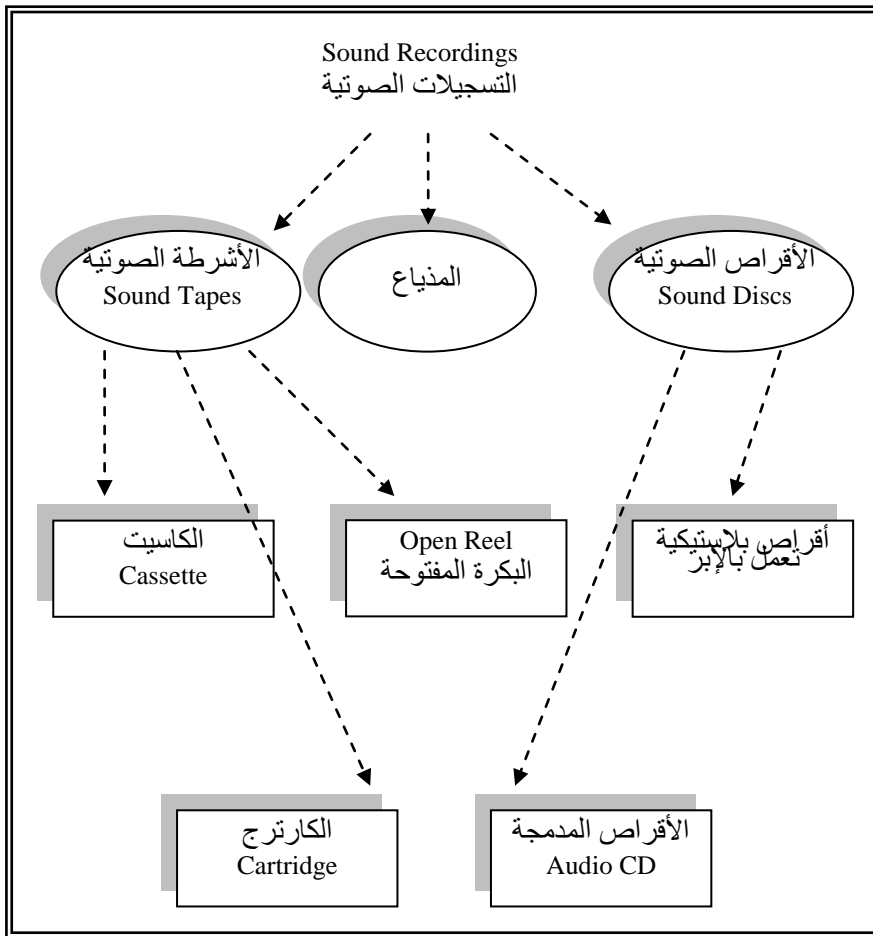 Sound Recordings
التسجيلات الصوتية
الأقراص الصوتية
Sound Discs
المذياع
الأشرطة الصوتية
Sound Tapes
أقراص بلاستيكية
تعمل بالإبر
Open Reel
البكرة المفتوحة
الكاسيت
Cassette
الأقراص المدمجة
Audio CD
الكارترج
Cartridge